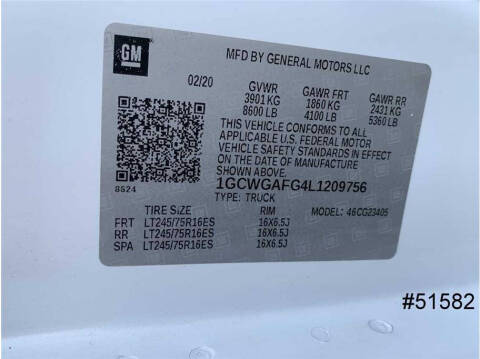 GM
MFD BY GENERAL MOTORS LLC
02/20 GVWR GAWR FRT GAWR RR
3901 KG 1860 KG 2431 KG
8600 LB 4100 LB 5360 LB
THIS VEHICLE CONFORMS TO ALL
APPLICABLE U.S. FEDERAL MOTOR
VEHICLE SAFETY STANDARDS IN
EFFECT ON THE DATE OF MANUFACTURE
SHOWN ABOVE.
8624 1GCWGAFG4L1209756
TYPE: TRUCK
TIRE SIZE RIM MODEL: 46CG23405
FRT LT245/75R16ES 16X6.5J
RR LT245/75R16ES 16X6.5J
SPA LT245/75R16ES 16X6.5J
#51582